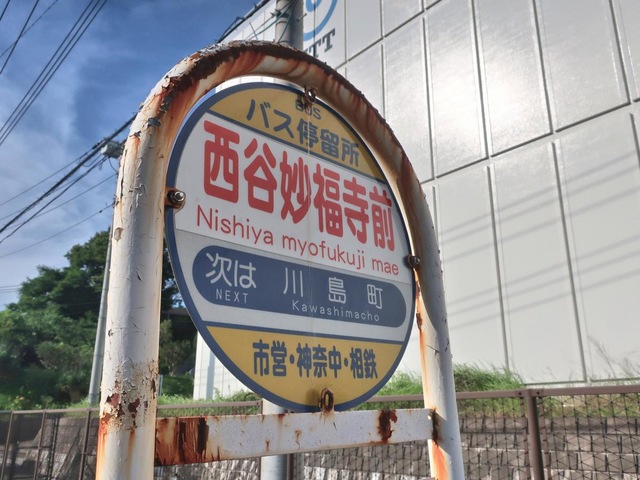 BUS
バス停留所
西谷妙福寺前
Nishiya myofukuji mae
次は 川島町
NEXT Kawashimacho
市営・神奈中・相鉄